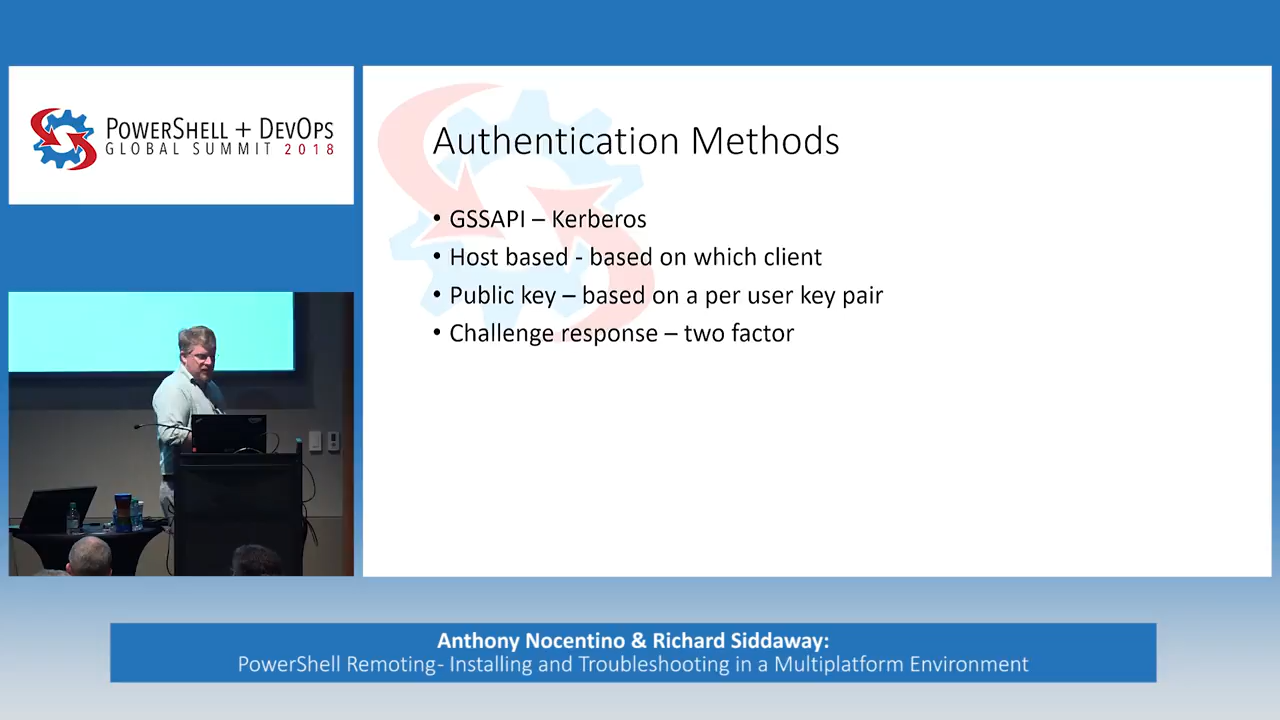 POWERSHELL + DEVOPS
GLOBAL SUMMIT 2018
Authentication Methods
• GSSAPI – Kerberos
• Host based - based on which client
• Public key – based on a per user key pair
• Challenge response – two factor
Anthony Nocentino & Richard Siddaway:
PowerShell Remoting- Installing and Troubleshooting in a Multiplatform Environment